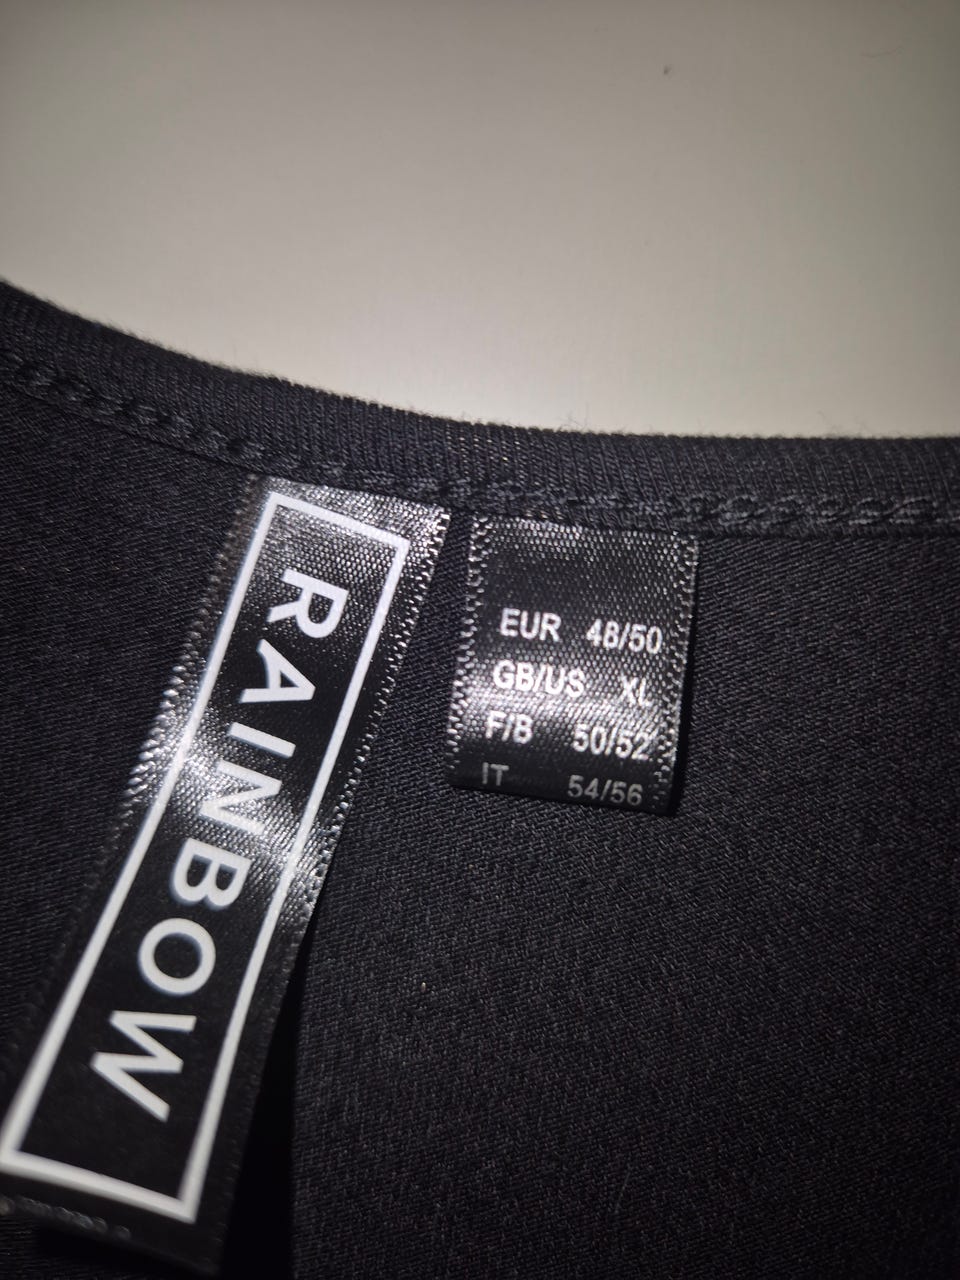 RAINBOW
EUR 48/50
GB/US XL
F/B 50/52
IT 54/56